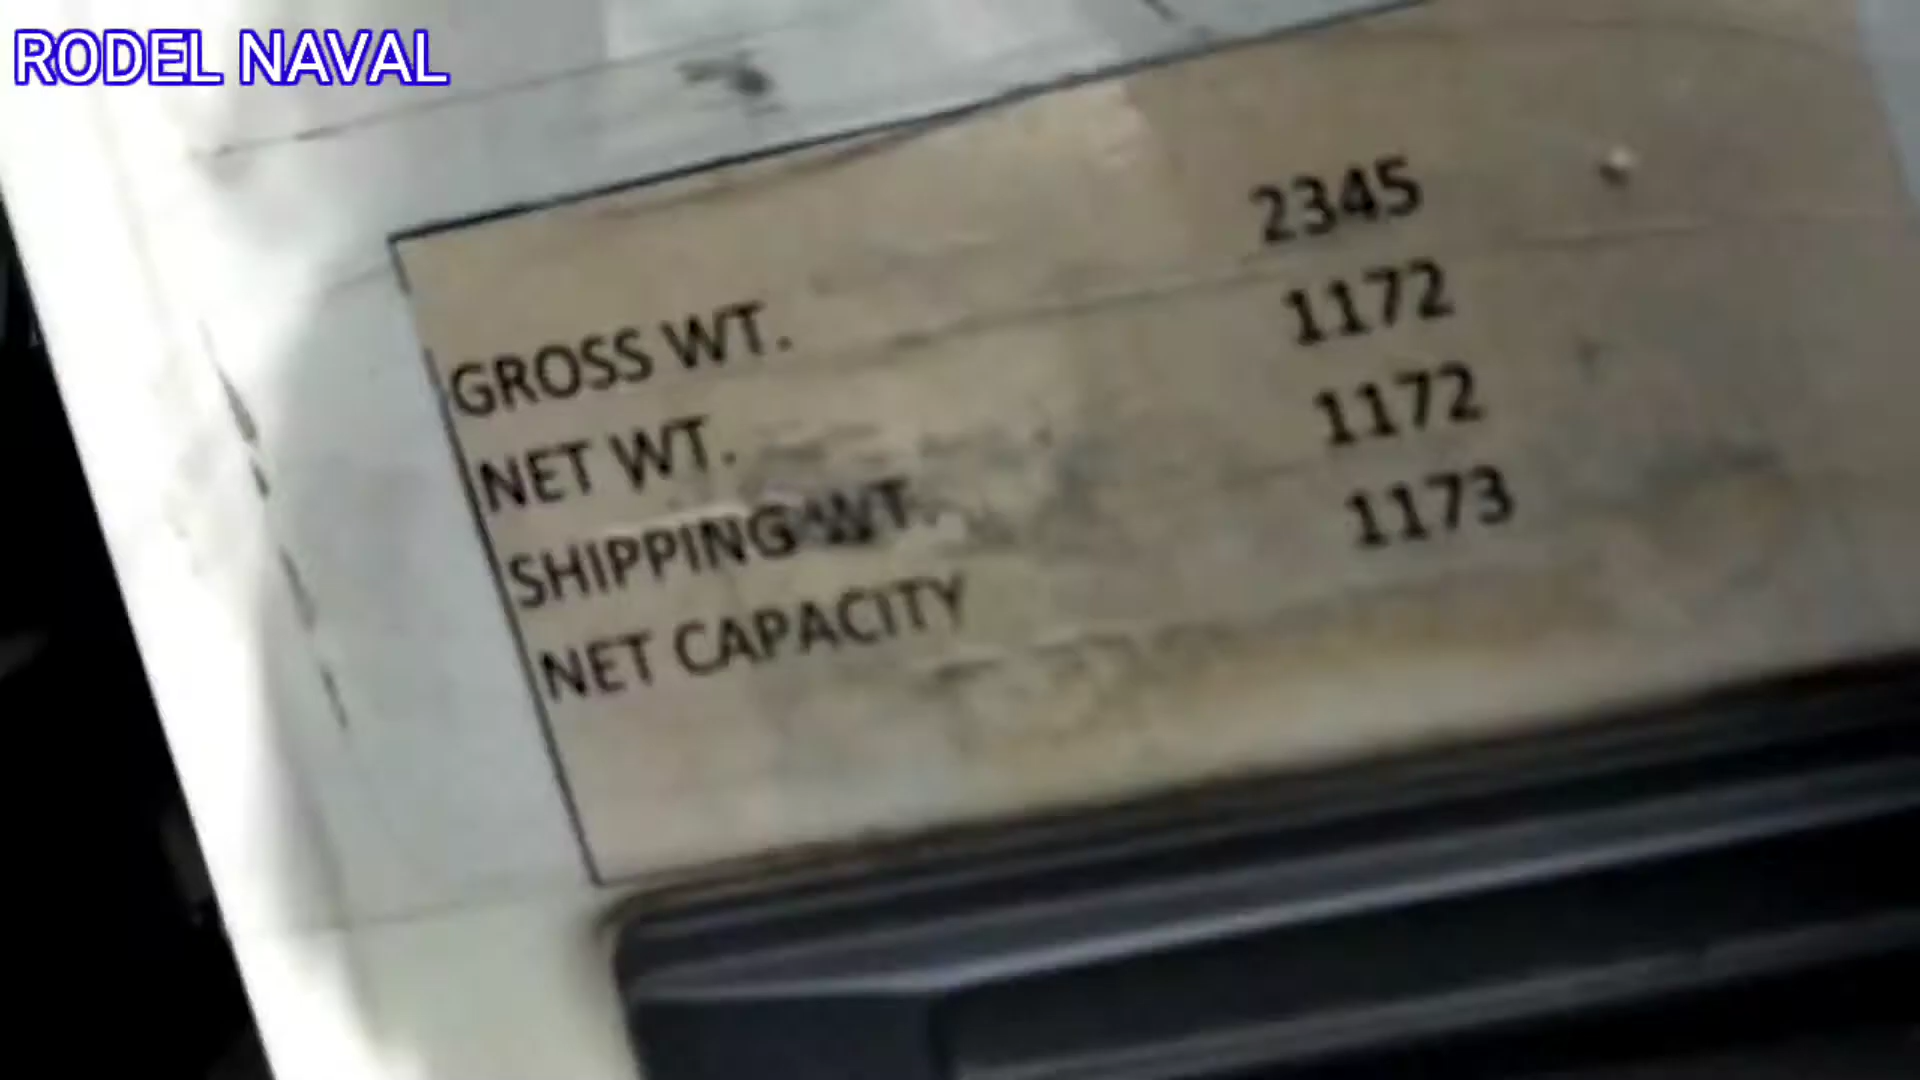 RODEL NAVAL
GROSS WT. 2345
NET WT. 1172
SHIPPING WT. 1172
NET CAPACITY 1173